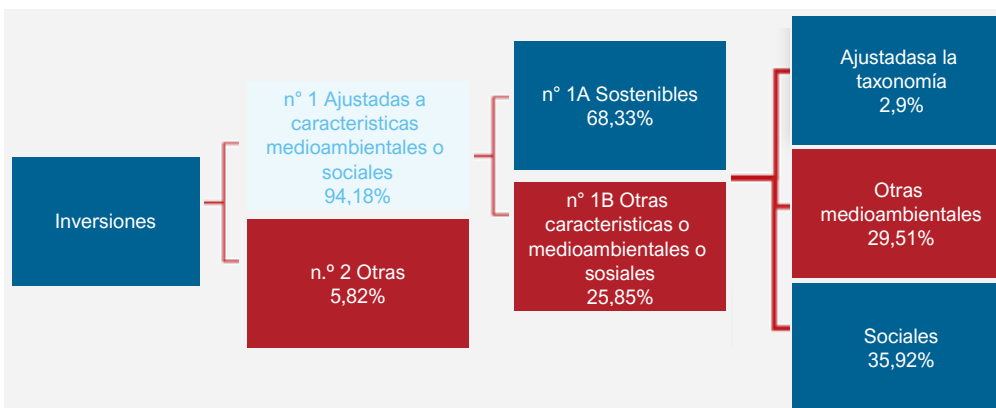 Inversiones
n° 1 Ajustadas a
caracteristicas
medioambientales o
sociales
94,18%
n.º 2 Otras
5,82%
n° 1A Sostenibles
68,33%
n° 1B Otras
caracteristicas o
medioambientales o
sosiales
25,85%
Ajustadasa la
taxonomía
2,9%
Otras
medioambientales
29,51%
Sociales
35,92%